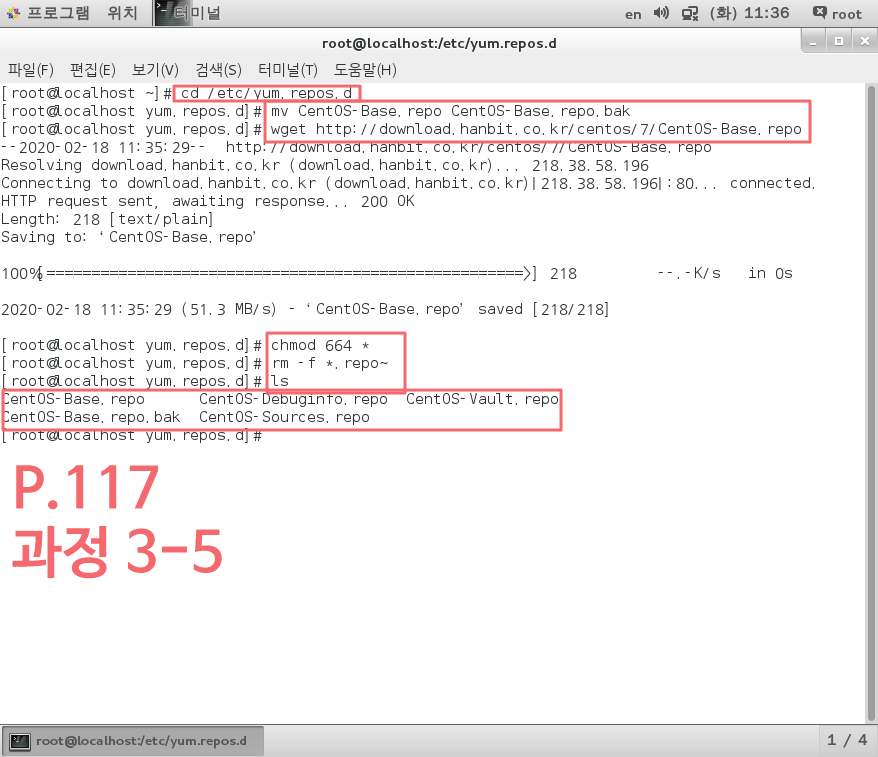 프로그램 위치 터미널 en (화) 11:36 root
root@localhost:/etc/yum.repos.d
파일(F) 편집(E) 보기(V) 검색(S) 터미널(T) 도움말(H)
[root@localhost ~]# cd /etc/yum.repos.d
[root@localhost yum.repos.d]# mv CentOS-Base.repo CentOS-Base.repo.bak
[root@localhost yum.repos.d]# wget http://download.hanbit.co.kr/centos/7/CentOS-Base.repo
--2020-02-18 11:35:29--  http://download.hanbit.co.kr/centos/7/CentOS-Base.repo
Resolving download.hanbit.co.kr (download.hanbit.co.kr)... 218.38.58.196
Connecting to download.hanbit.co.kr (download.hanbit.co.kr)|218.38.58.196|:80... connected.
HTTP request sent, awaiting response... 200 OK
Length: 218 [text/plain]
Saving to: ‘CentOS-Base.repo’
100%[=====================================================>] 218         --.-K/s   in 0s
2020-02-18 11:35:29 (51.3 MB/s) - ‘CentOS-Base.repo’ saved [218/218]
[root@localhost yum.repos.d]# chmod 664 *
[root@localhost yum.repos.d]# rm -f *.repo~
[root@localhost yum.repos.d]# ls
CentOS-Base.repo      CentOS-Debuginfo.repo  CentOS-Vault.repo
CentOS-Base.repo.bak  CentOS-Sources.repo
[root@localhost yum.repos.d]#
P.117
과정 3-5
root@localhost:/etc/yum.repos.d 1 / 4